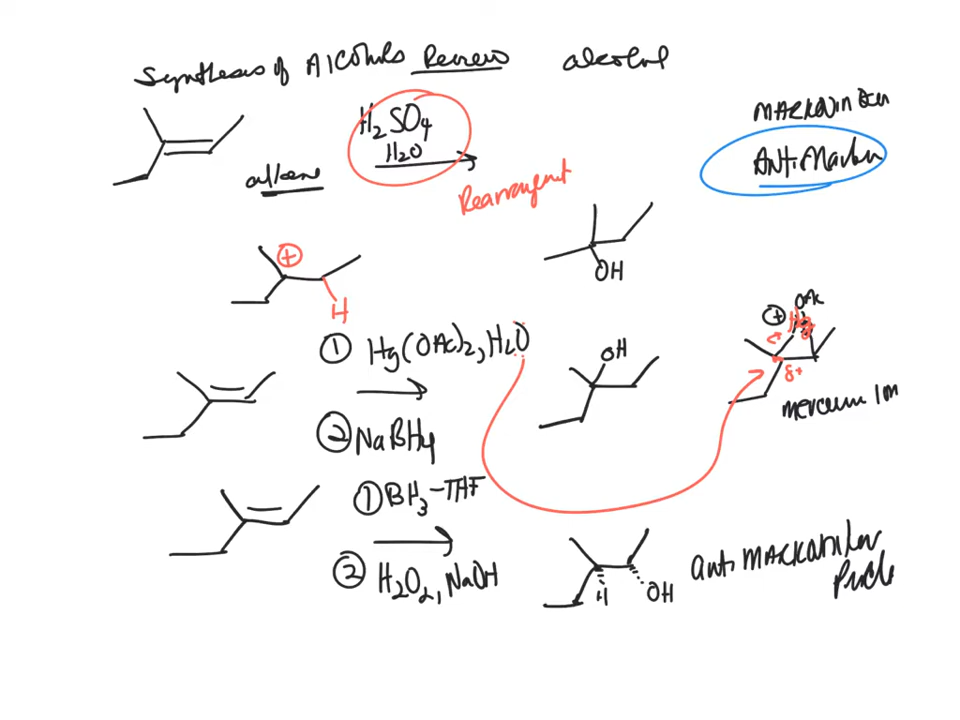 Synthesis of Alcohols Review alcohol
H2SO4
H2O
MARKOVNIKOV
Anti-Markov
alkene
Rearrangement
OH
+
H
OAc
+ Hg
① Hg(OAc)2, H2O
OH
δ+
mercurium ion
② NaBH4
① BH3-THF
② H2O2, NaOH
H OH
anti MARKOVNIKOV
Product